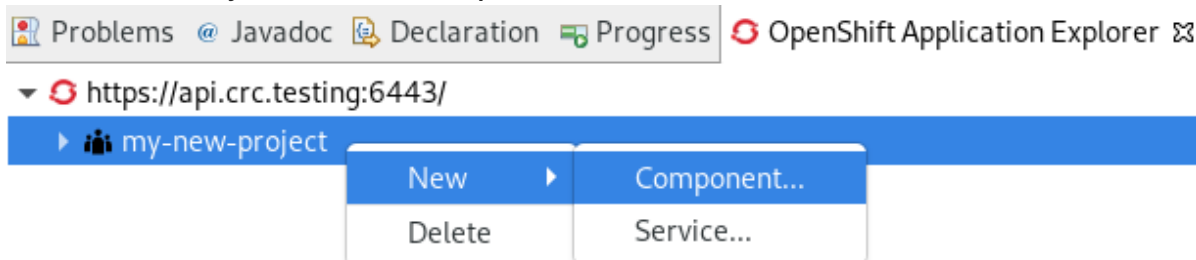 Problems @ Javadoc Declaration Progress OpenShift Application Explorer
https://api.crc.testing:6443/
my-new-project
New Component...
Delete Service...